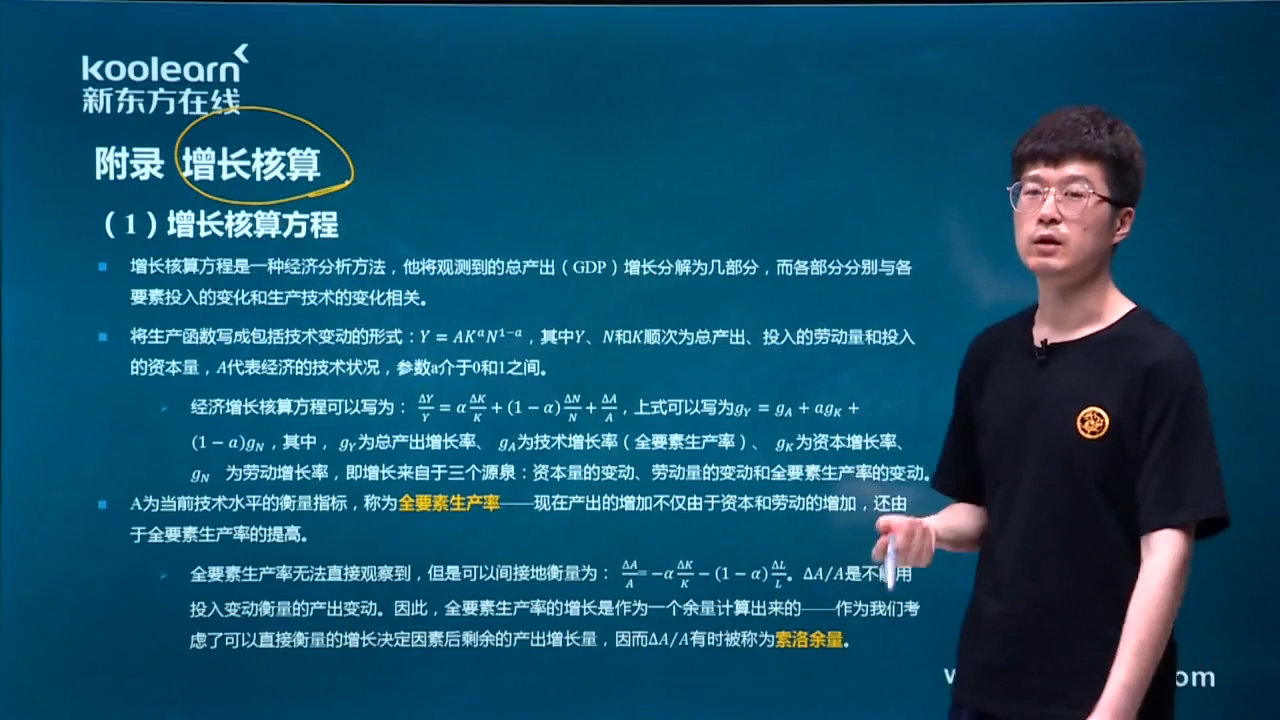 koolearn
新东方在线
附录 增长核算
（1）增长核算方程
增长核算方程是一种经济分析方法，他将观测到的总产出（GDP）增长分解为几部分，而各部分分别与各
要素投入的变化和生产技术的变化相关。
将生产函数写成包括技术变动的形式：Y = AK^a N^{1−a}，其中Y、N和K顺次为总产出、投入的劳动量和投入
的资本量，A代表经济的技术状况，参数a介于0和1之间。
经济增长核算方程可以写为： ΔY/Y = α ΔK/K + (1 − α) ΔN/N + ΔA/A，上式可以写为g_Y = g_A + ag_K +
(1 − a)g_N，其中， g_Y为总产出增长率、 g_A为技术增长率（全要素生产率）、 g_K为资本增长率、
g_N 为劳动增长率，即增长来自于三个源泉：资本量的变动、劳动量的变动和全要素生产率的变动。
A为当前技术水平的衡量指标，称为全要素生产率——现在产出的增加不仅由于资本和劳动的增加，还由
于全要素生产率的提高。
全要素生产率无法直接观察到，但是可以间接地衡量为： ΔA/A = −α ΔK/K − (1 − α) ΔL/L。ΔA/A是不 用
投入变动衡量的产出变动。因此，全要素生产率的增长是作为一个余量计算出来的——作为我们考
虑了可以直接衡量的增长决定因素后剩余的产出增长量，因而ΔA/A有时被称为索洛余量。